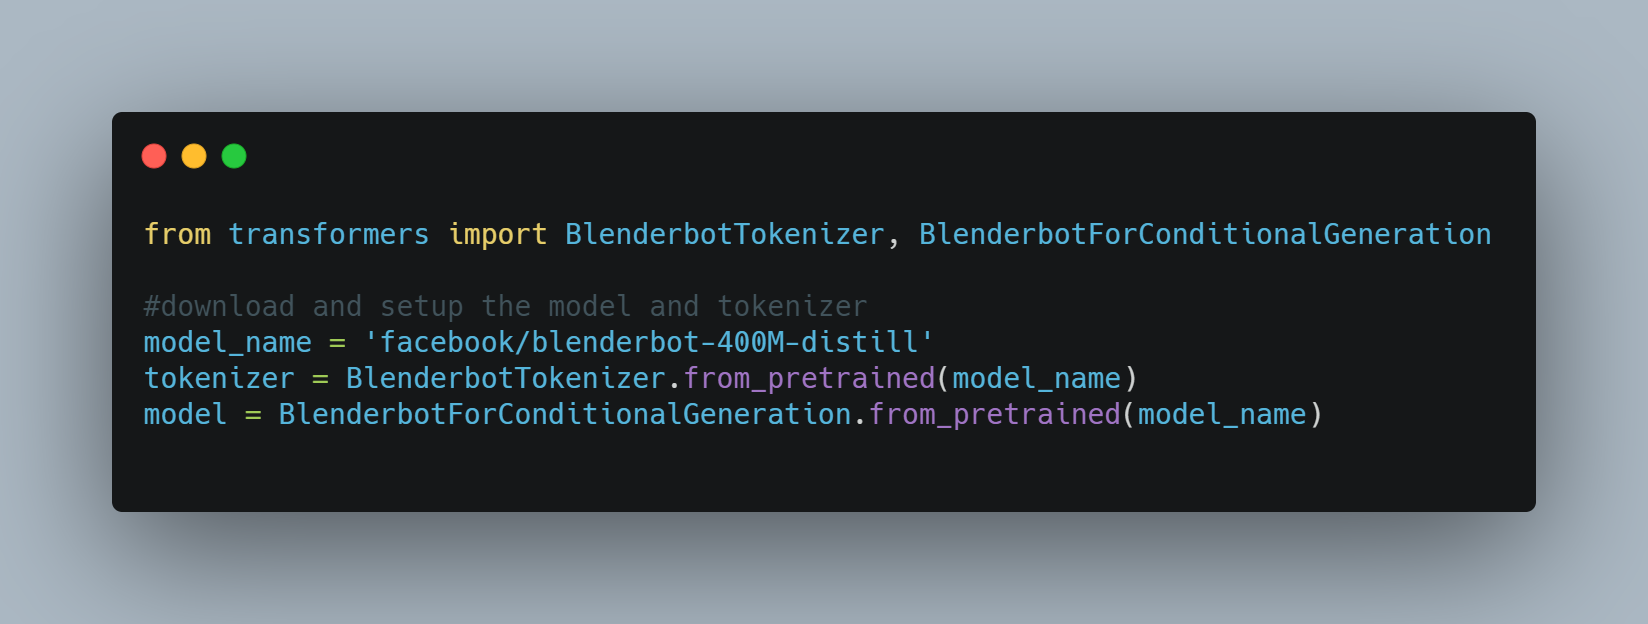 from transformers import BlenderbotTokenizer, BlenderbotForConditionalGeneration
#download and setup the model and tokenizer
model_name = 'facebook/blenderbot-400M-distill'
tokenizer = BlenderbotTokenizer.from_pretrained(model_name)
model = BlenderbotForConditionalGeneration.from_pretrained(model_name)